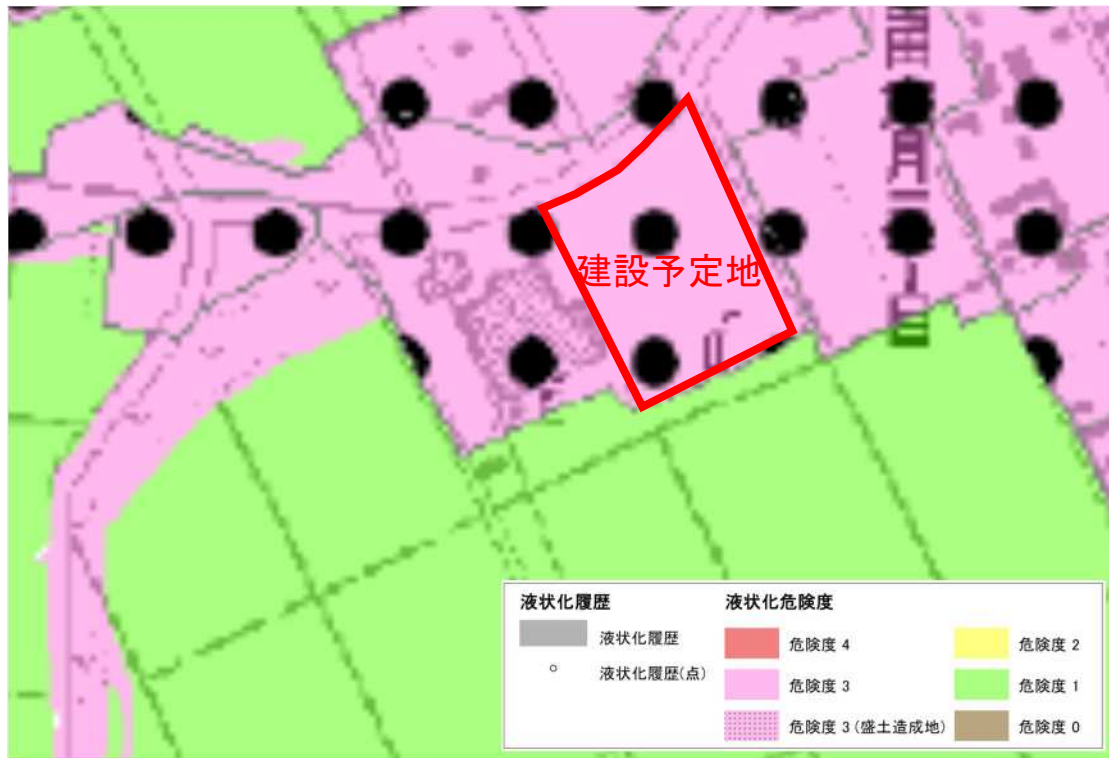 建設予定地
液状化履歴
液状化履歴
液状化履歴(点)
液状化危険度
危険度 4
危険度 3
危険度 3 (盛土造成地)
危険度 2
危険度 1
危険度 0